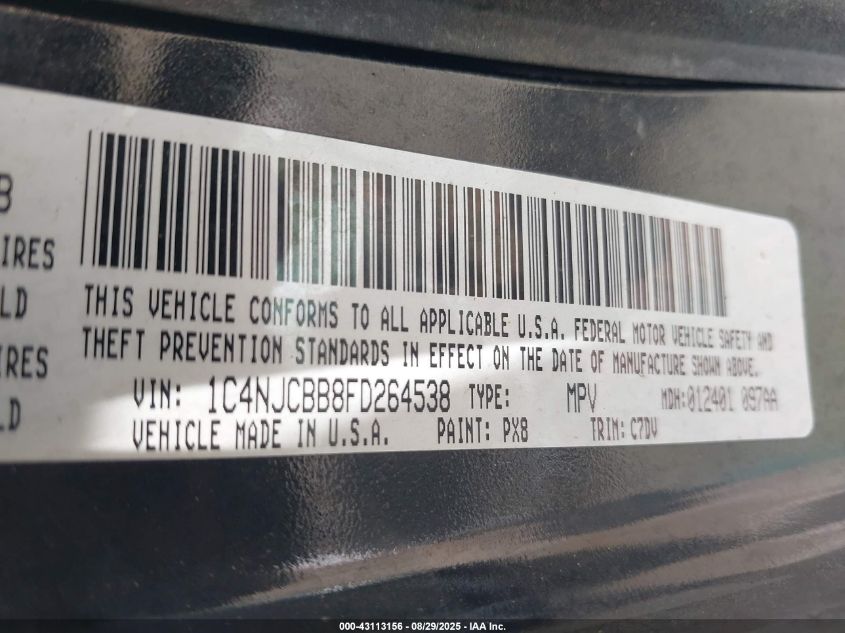 B
IRES
LD
IRES
LD
THIS VEHICLE CONFORMS TO ALL APPLICABLE U.S.A. FEDERAL MOTOR VEHICLE SAFETY AND
THEFT PREVENTION STANDARDS IN EFFECT ON THE DATE OF MANUFACTURE SHOWN ABOVE.
VIN: 1C4NJCBB8FD264538 TYPE: MPV MDH:012401 097AA
VEHICLE MADE IN U.S.A. PAINT: PX8 TRIM: C7DV
000-43113156 - 08/29/2025 - IAA Inc.